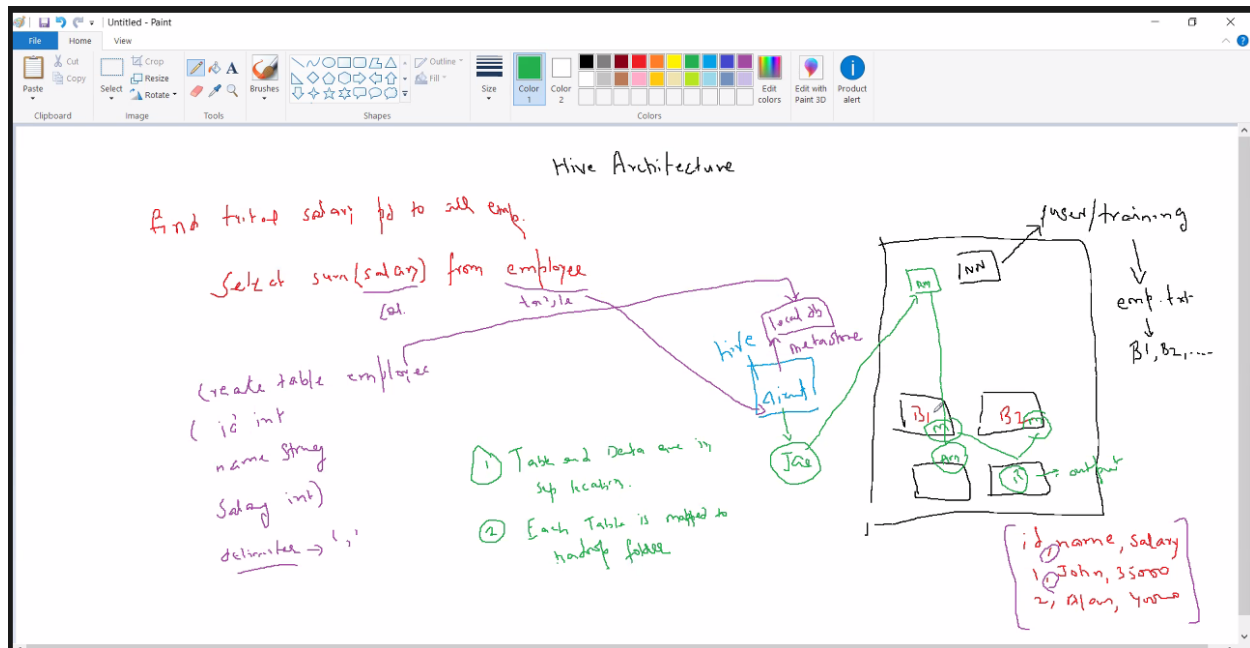 Untitled - Paint
File Home View
Paste
Cut
Copy
Clipboard
Select
Crop
Resize
Rotate
Image
Tools
Brushes
Shapes
Outline
Fill
Size
Color 1
Color 2
Colors
Edit colors
Edit with Paint 3D
Product alert
Hive Architecture
find total salary pd to all emp.
Select sum(salary) from employee
Col. table
Create table employee
( id int
name string
salary int)
delimiter → ','
local db
metastore
hive
client
1 Table and Data are in
sep location.
2 Each Table is mapped to
hadoop folder
NN
/user/training
emp.txt
B1, B2, ....
B1 B2
M M
R → output
id, name, salary
1, John, 35000
2, Alan,